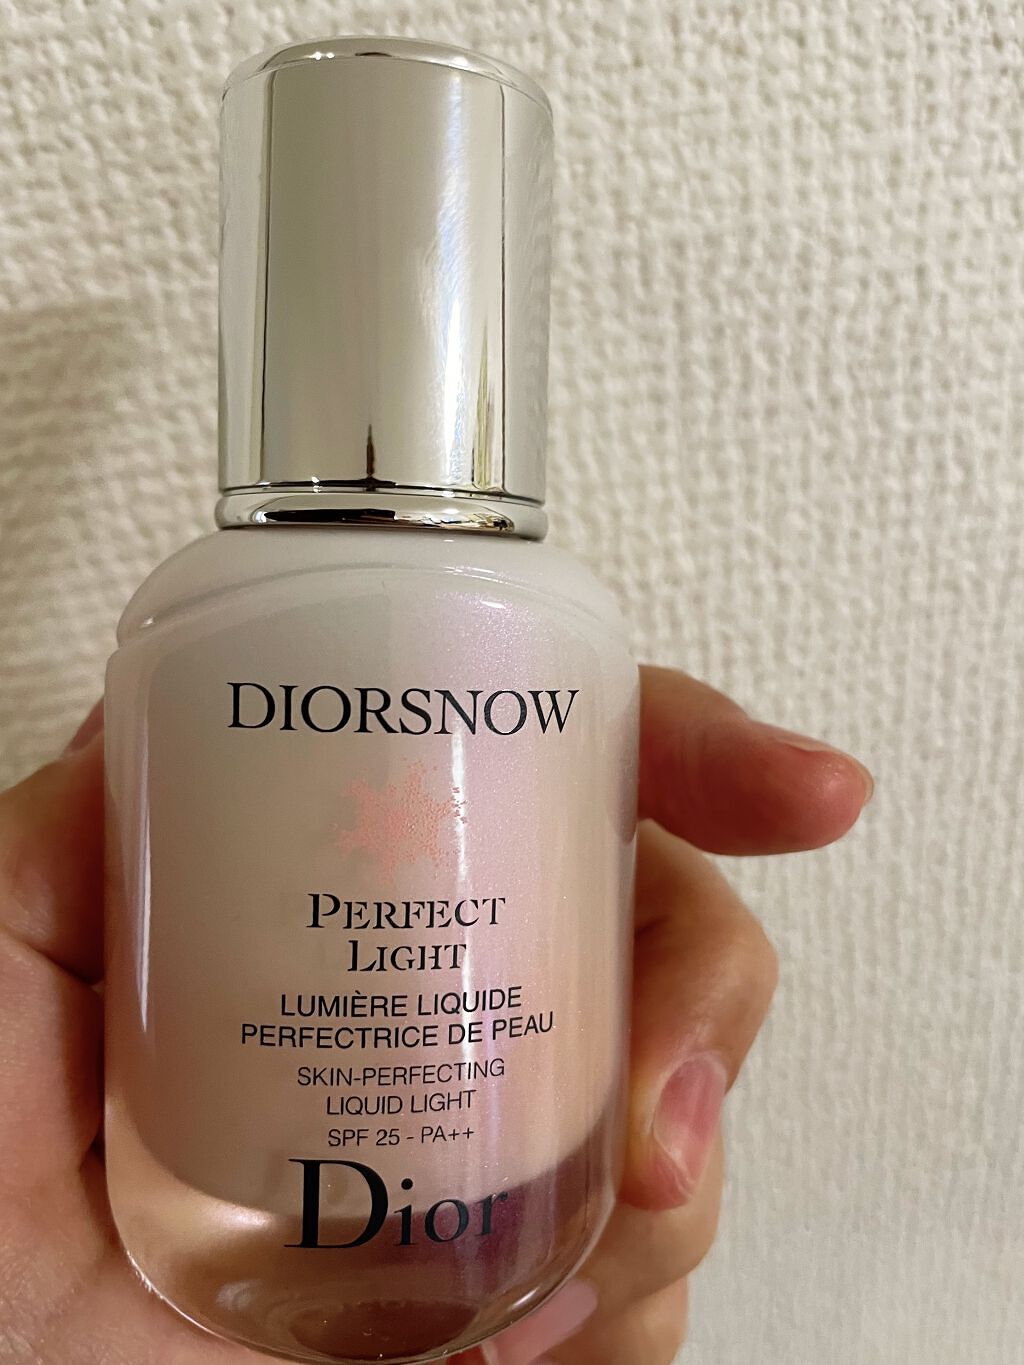 DIORSNOW
PERFECT
LIGHT
LUMIÈRE LIQUIDE
PERFECTRICE DE PEAU
SKIN-PERFECTING
LIQUID LIGHT
SPF 25 - PA++
Dior